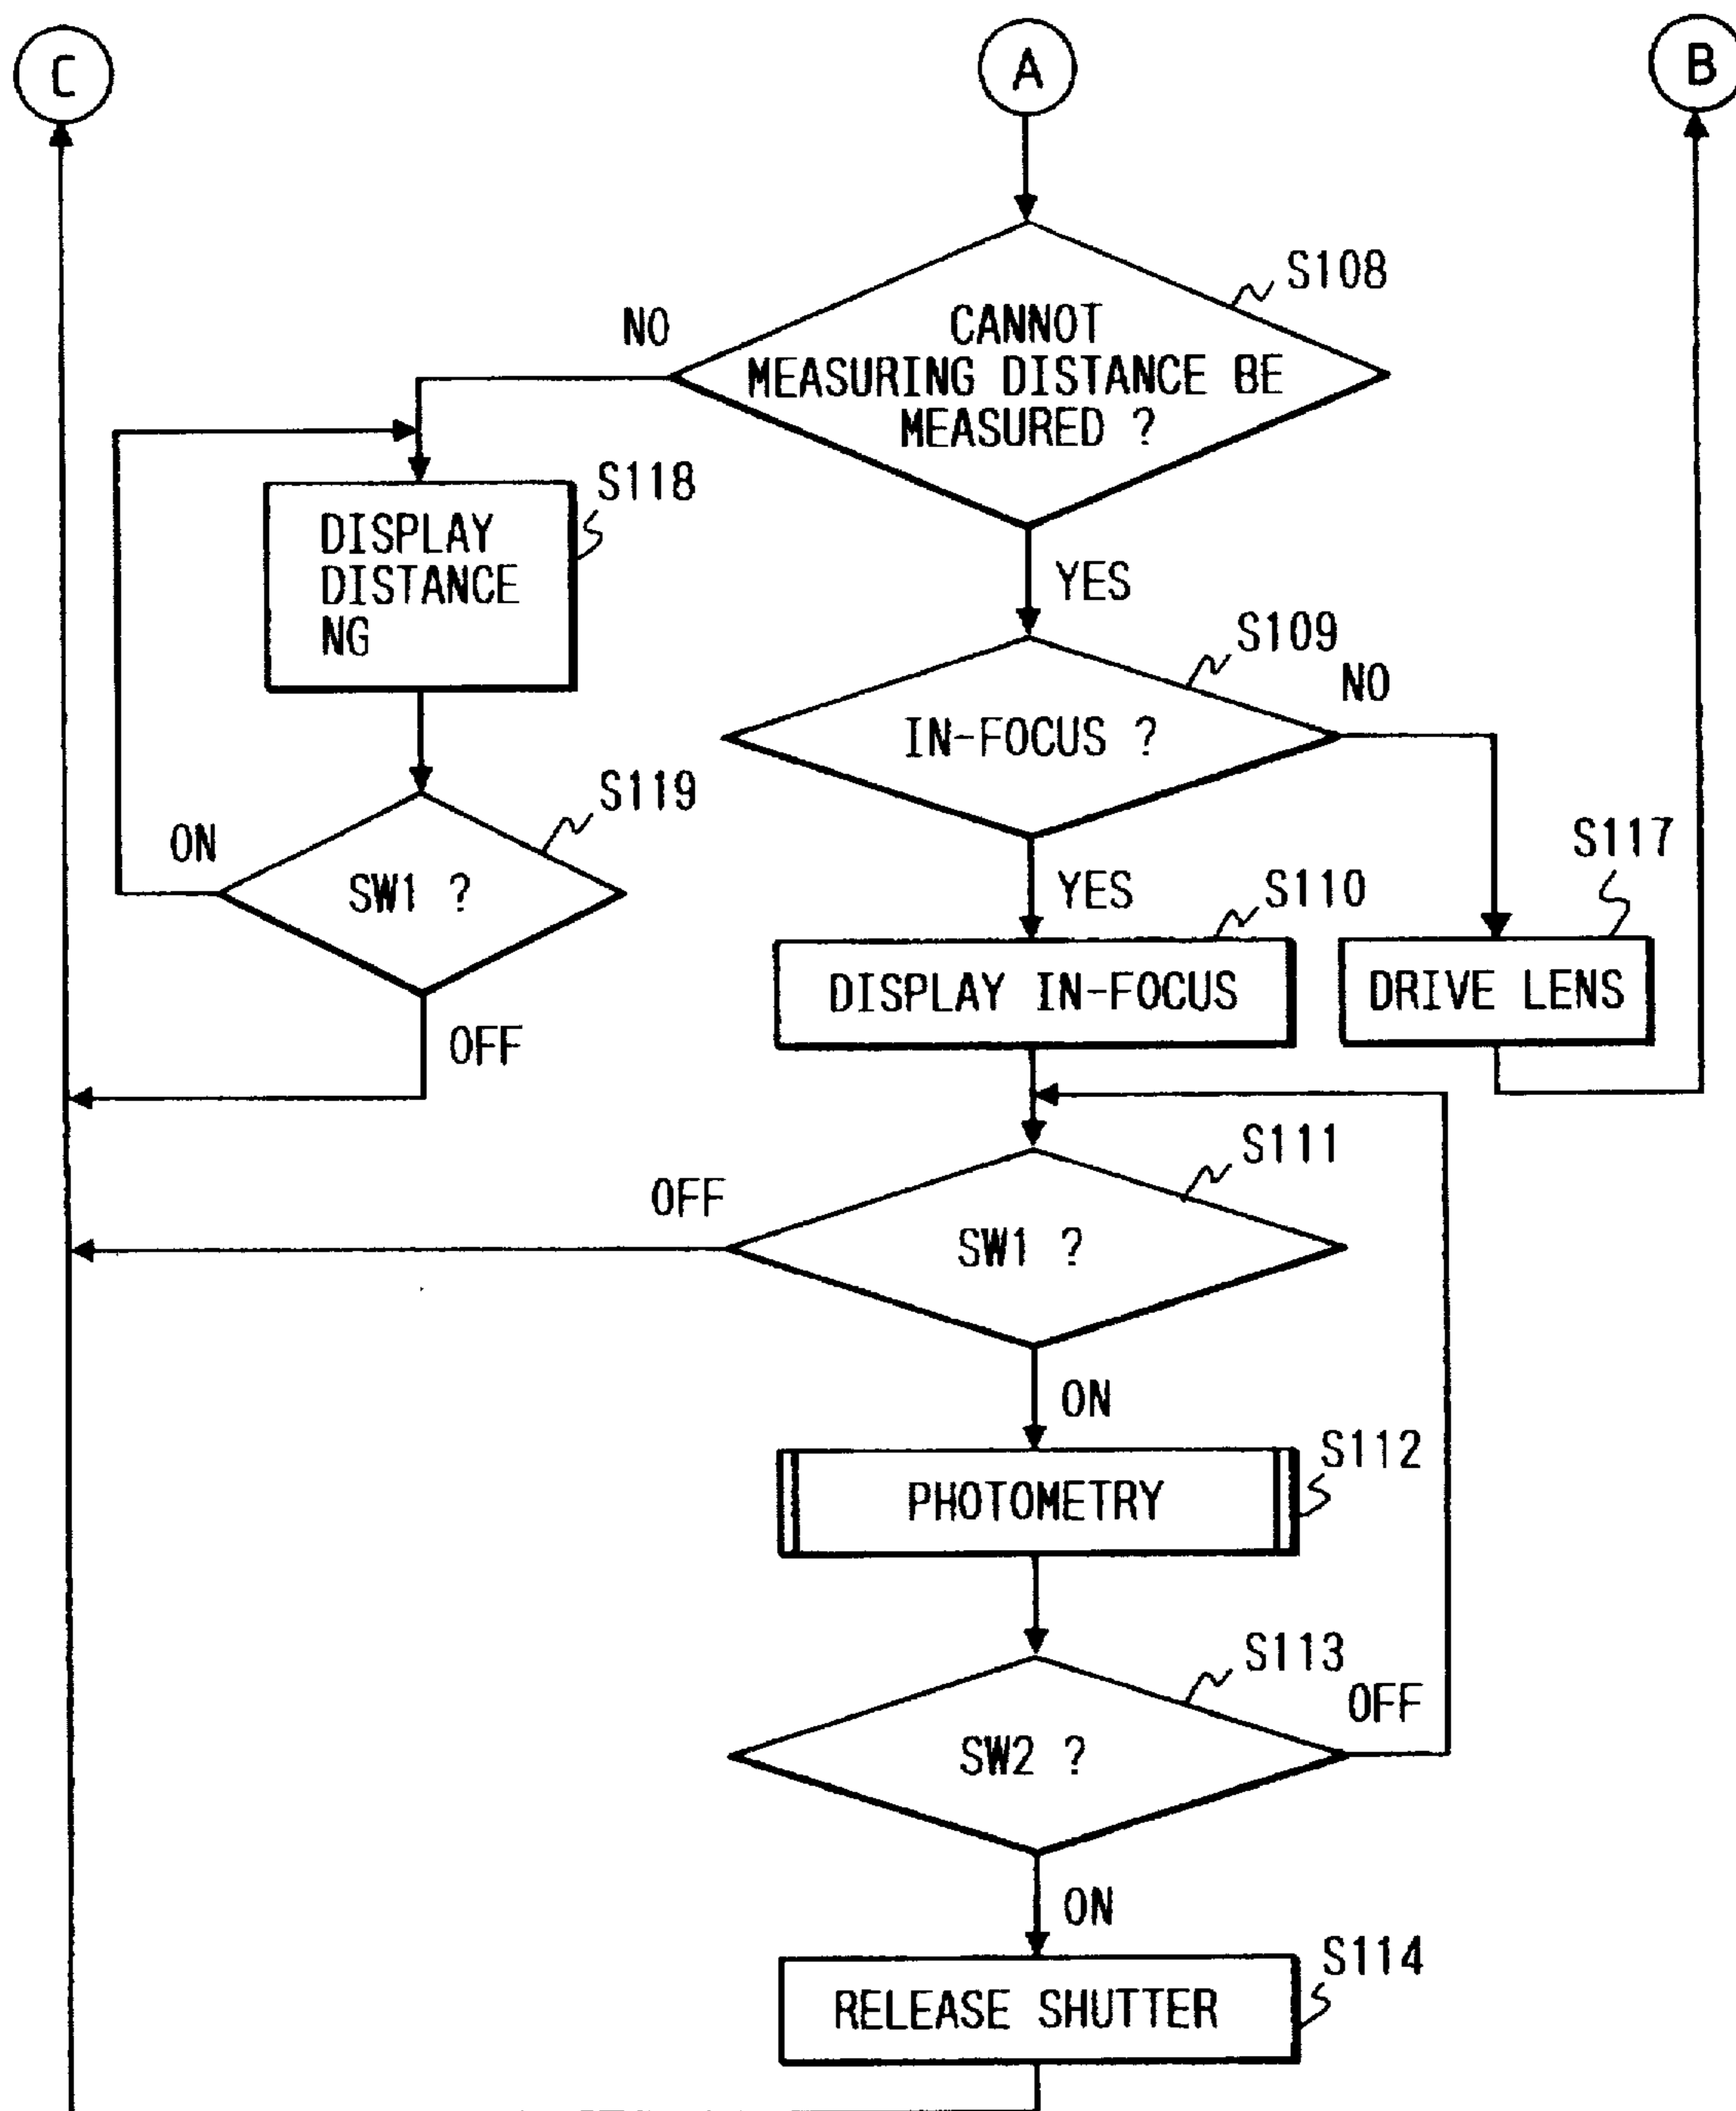 C
A
B
S108
NO
CANNOT
MEASURING DISTANCE BE
MEASURED ?
S118
DISPLAY
DISTANCE
NG
YES
S109
NO
IN-FOCUS ?
S119
ON
SW1 ?
OFF
YES
S110
DISPLAY IN-FOCUS
S117
DRIVE LENS
S111
OFF
SW1 ?
ON
S112
PHOTOMETRY
S113
OFF
SW2 ?
ON
S114
RELEASE SHUTTER